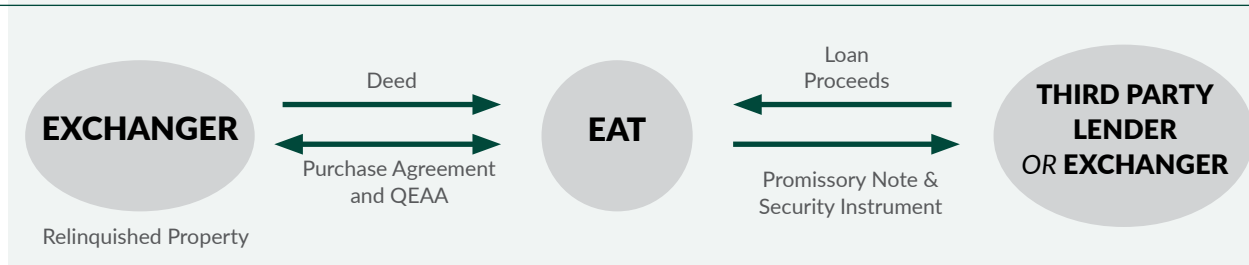 EXCHANGER
Relinquished Property
Deed
Purchase Agreement
and QEAA
EAT
Loan
Proceeds
Promissory Note &
Security Instrument
THIRD PARTY
LENDER
OR EXCHANGER